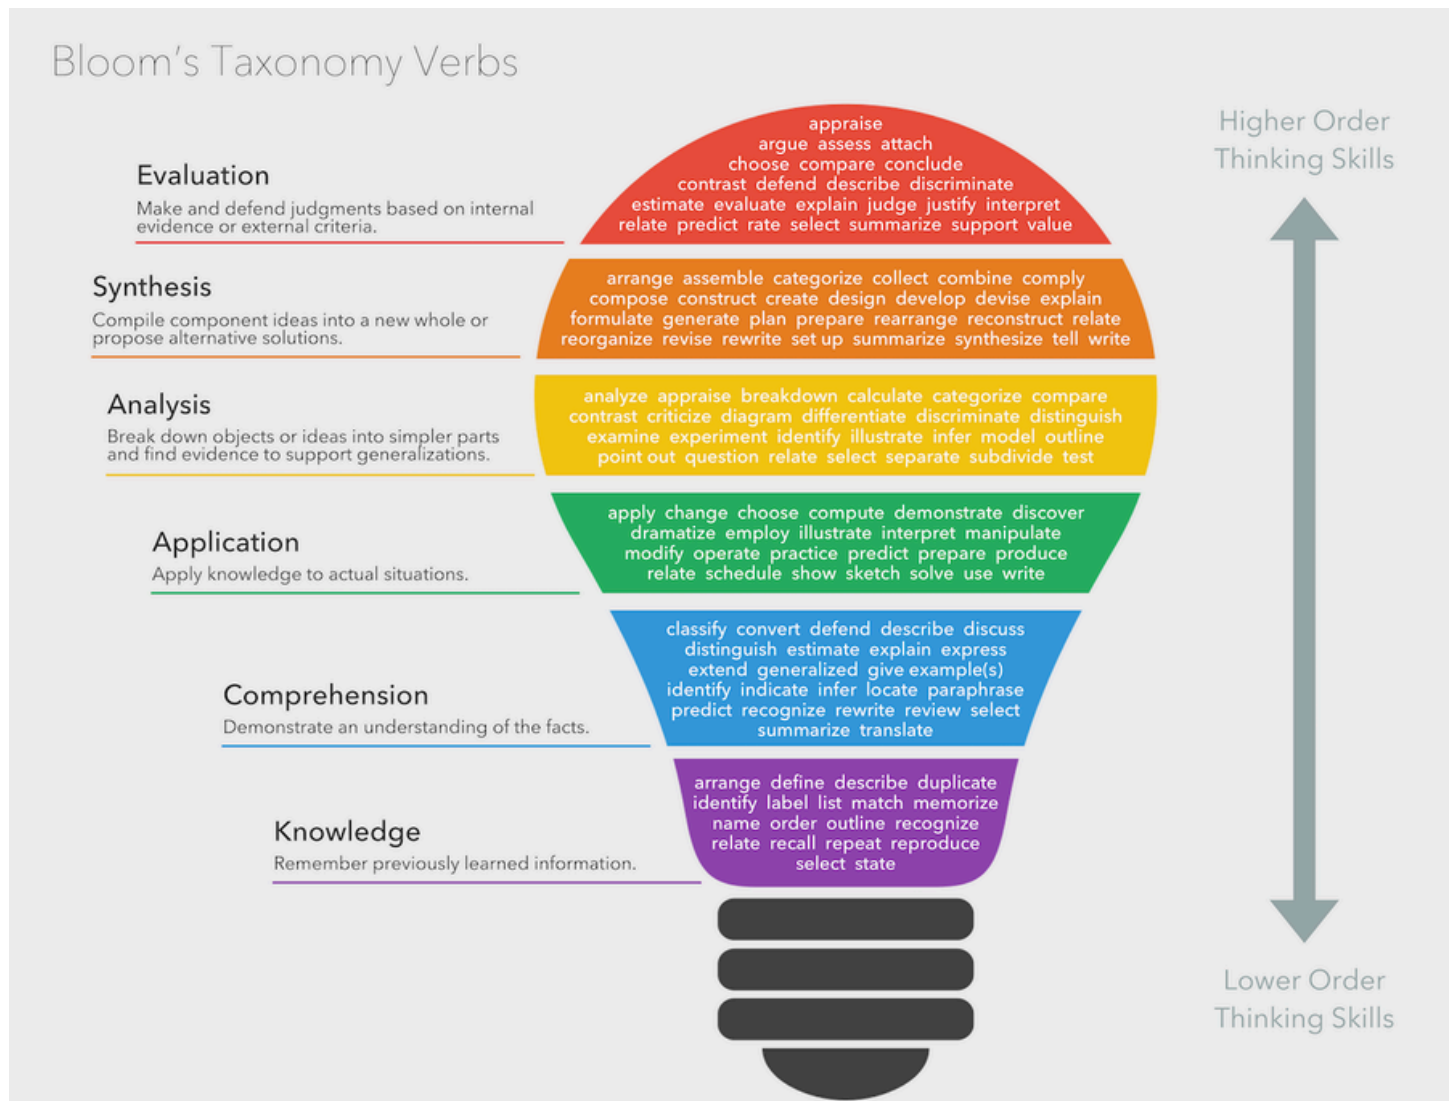 Bloom's Taxonomy Verbs
Higher Order
Thinking Skills
Evaluation
Make and defend judgments based on internal
evidence or external criteria.
appraise
argue assess attach
choose compare conclude
contrast defend describe discriminate
estimate evaluate explain judge justify interpret
relate predict rate select summarize support value
Synthesis
Compile component ideas into a new whole or
propose alternative solutions.
arrange assemble categorize collect combine comply
compose construct create design develop devise explain
formulate generate plan prepare rearrange reconstruct relate
reorganize revise rewrite set up summarize synthesize tell write
Analysis
Break down objects or ideas into simpler parts
and find evidence to support generalizations.
analyze appraise breakdown calculate categorize compare
contrast criticize diagram differentiate discriminate distinguish
examine experiment identify illustrate infer model outline
point out question relate select separate subdivide test
Application
Apply knowledge to actual situations.
apply change choose compute demonstrate discover
dramatize employ illustrate interpret manipulate
modify operate practice predict prepare produce
relate schedule show sketch solve use write
Comprehension
Demonstrate an understanding of the facts.
classify convert defend describe discuss
distinguish estimate explain express
extend generalized give example(s)
identify indicate infer locate paraphrase
predict recognize rewrite review select
summarize translate
Knowledge
Remember previously learned information.
arrange define describe duplicate
identify label list match memorize
name order outline recognize
relate recall repeat reproduce
select state
Lower Order
Thinking Skills